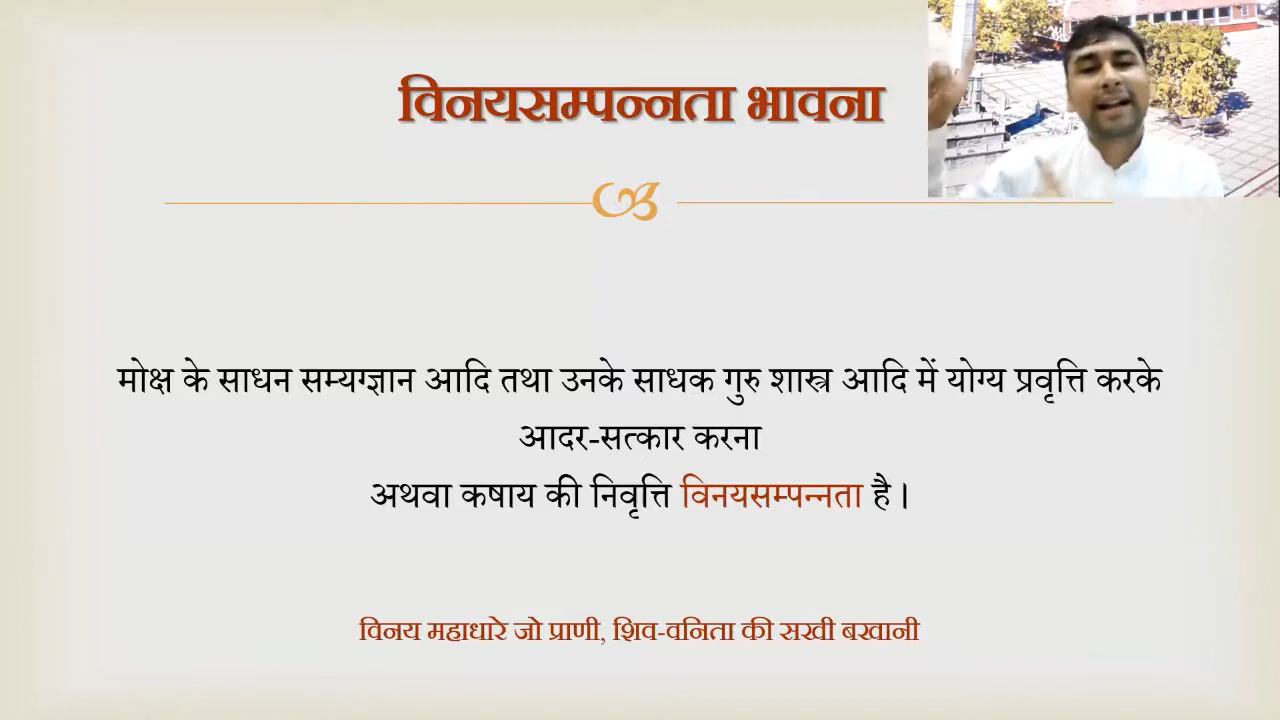 विनयसम्पन्नता भावना
मोक्ष के साधन सम्यग्ज्ञान आदि तथा उनके साधक गुरु शास्त्र आदि में योग्य प्रवृत्ति करके
आदर-सत्कार करना
अथवा कषाय की निवृत्ति विनयसम्पन्नता है।
विनय महाधारे जो प्राणी, शिव-वनिता की सखी बखानी